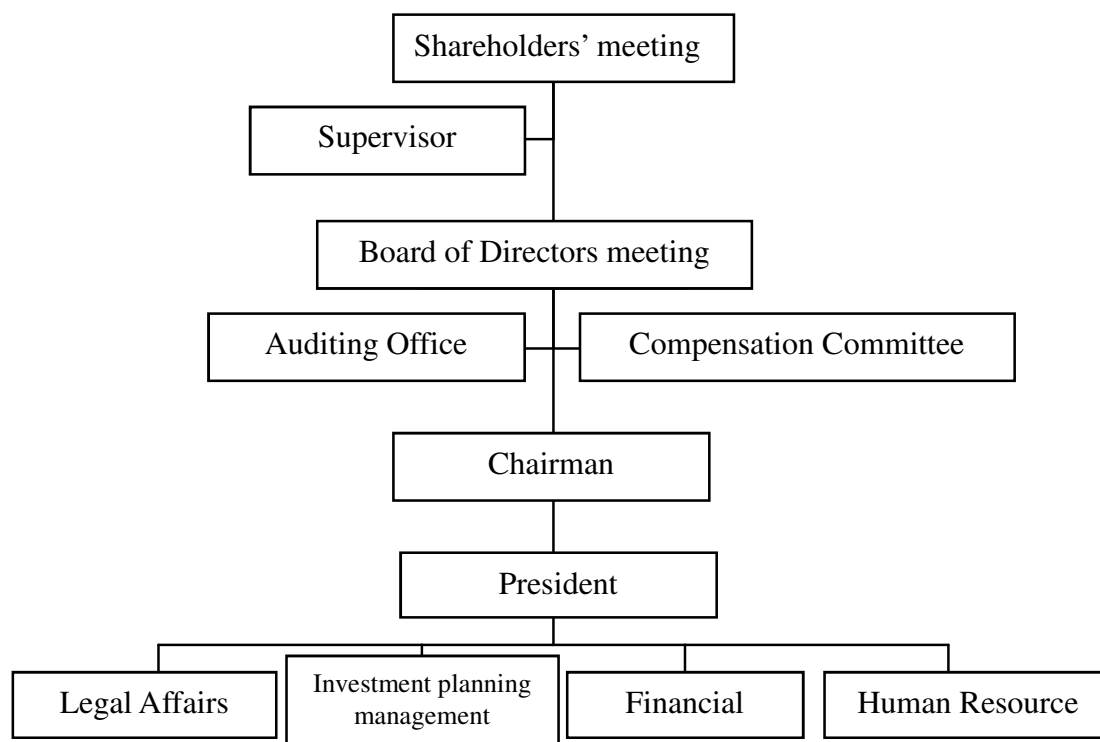 Shareholders’ meeting
Supervisor
Board of Directors meeting
Auditing Office
Compensation Committee
Chairman
President
Legal Affairs
Investment planning
management
Financial
Human Resource